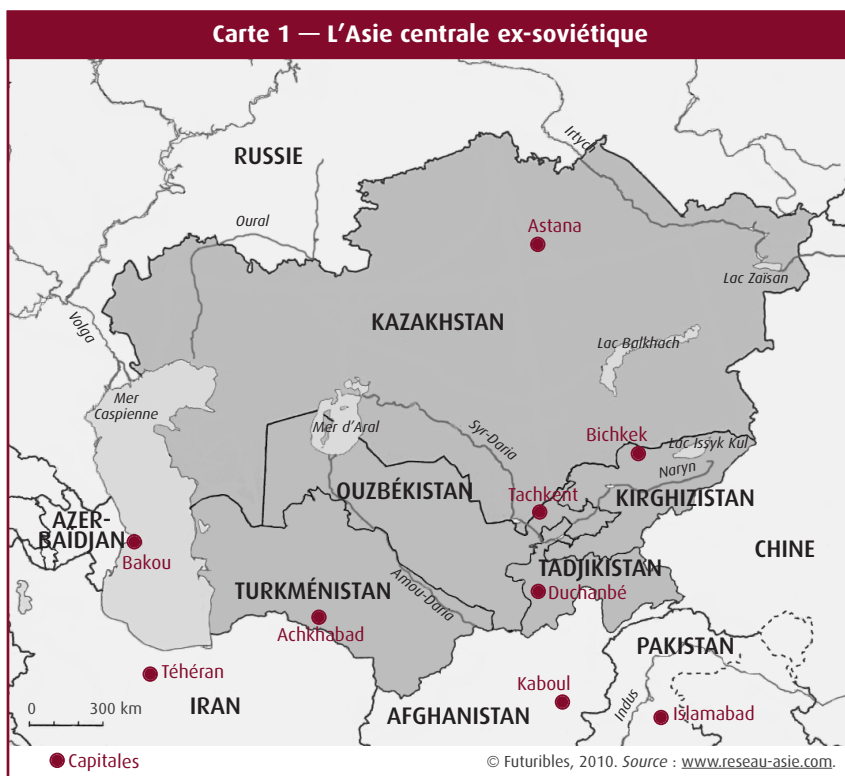 Carte 1 — L'Asie centrale ex-soviétique
RUSSIE
Irtych
Oural
Astana
Lac Zaïsan
KAZAKHSTAN
Volga
Lac Balkhach
Mer
Caspienne
Mer d'Aral
Syr-Daria
Bichkek
Lac Issyk Kul
Naryn
OUZBÉKISTAN
Tachkent
KIRGHIZISTAN
AZER-
BAÏDJAN
Bakou
CHINE
TADJIKISTAN
TURKMÉNISTAN
Amou-Daria
Duchanbé
Achkhabad
PAKISTAN
Téhéran
Kaboul
IRAN
Indus
AFGHANISTAN
Islamabad
0 300 km
Capitales
© Futuribles, 2010. Source : www.reseau-asie.com.